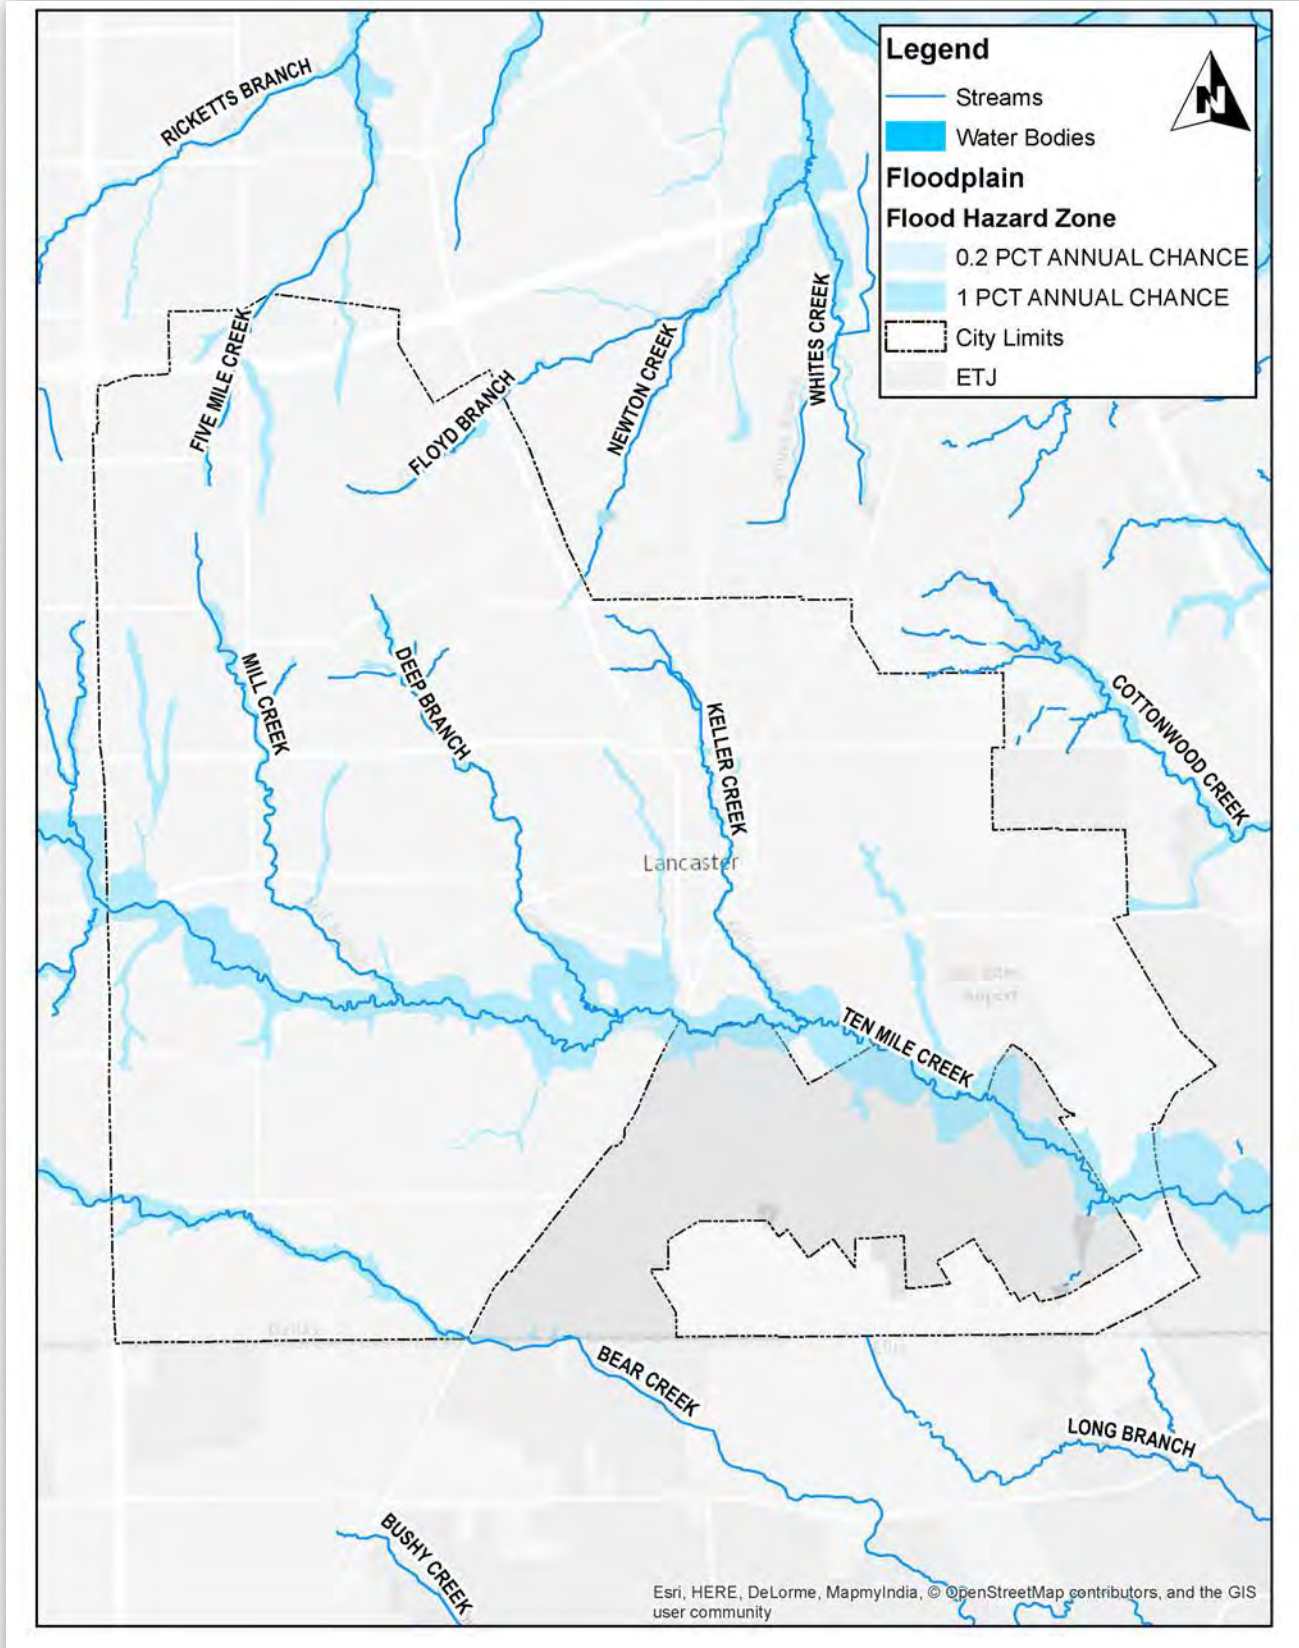 Legend
Streams
Water Bodies
Floodplain
Flood Hazard Zone
0.2 PCT ANNUAL CHANCE
1 PCT ANNUAL CHANCE
City Limits
ETJ
N
RICKETTS BRANCH
FIVE MILE CREEK
FLOYD BRANCH
NEWTON CREEK
WHITES CREEK
MILL CREEK
DEEP BRANCH
KELLER CREEK
COTTONWOOD CREEK
Lancaster
TEN MILE CREEK
BEAR CREEK
LONG BRANCH
BUSHY CREEK
Esri, HERE, DeLorme, MapmyIndia, © OpenStreetMap contributors, and the GIS
user community